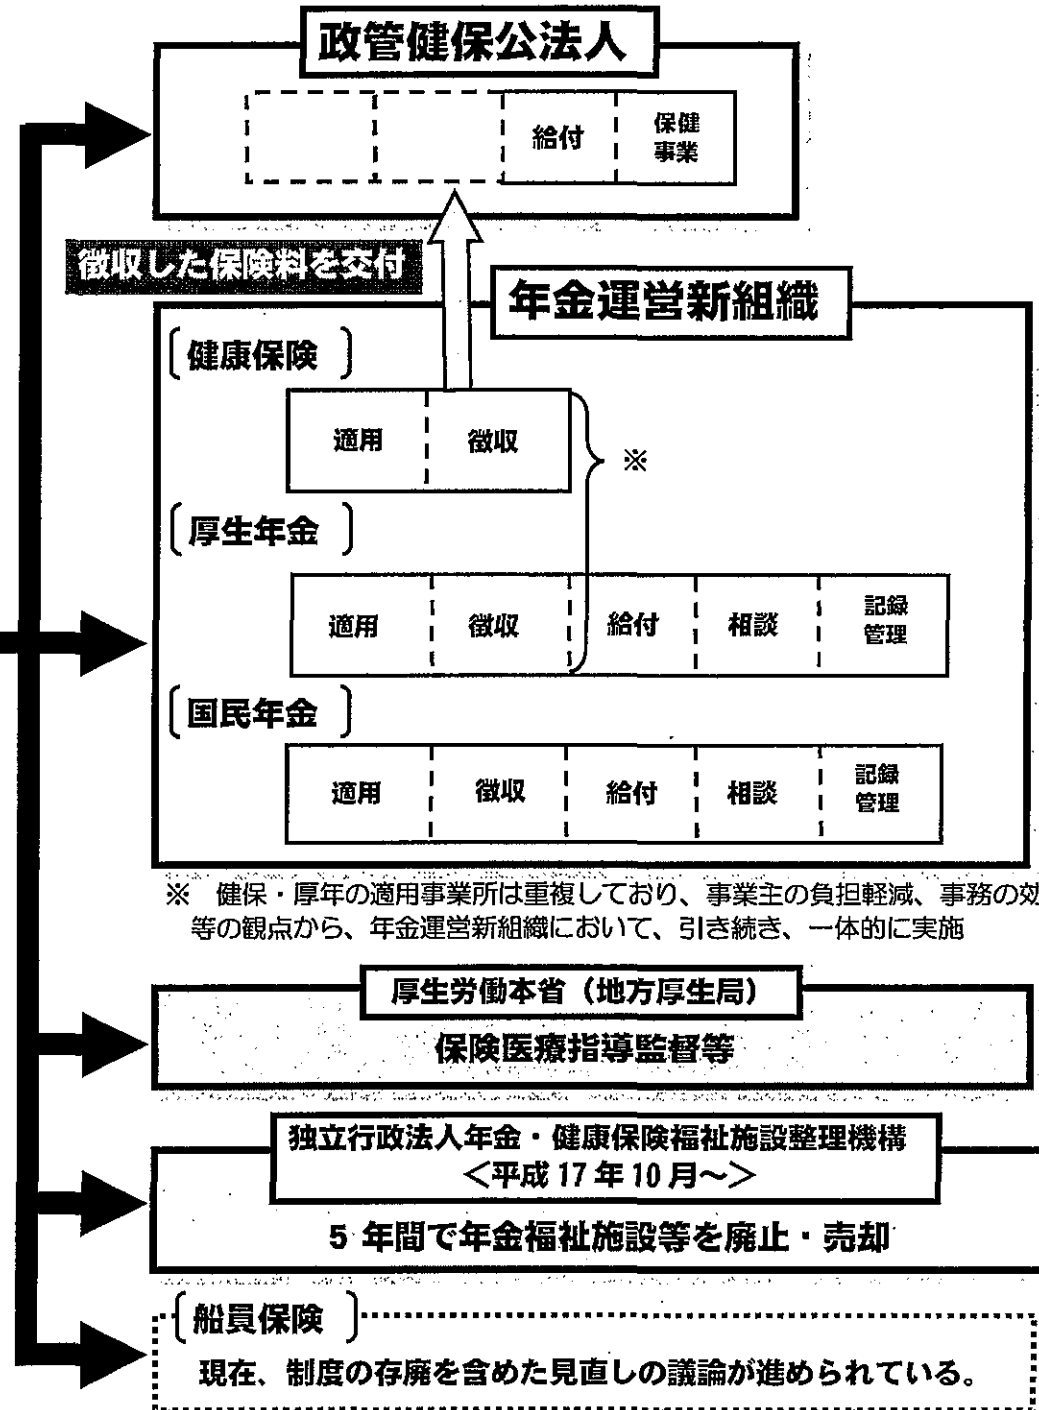 政管健保公法人
給付
保健
事業
徴収した保険料を交付
年金運営新組織
〔健康保険〕
適用
徴収
※
〔厚生年金〕
適用
徴収
給付
相談
記録
管理
〔国民年金〕
適用
徴収
給付
相談
記録
管理
※ 健保・厚年の適用事業所は重複しており、事業主の負担軽減、事務の効
等の観点から、年金運営新組織において、引き続き、一体的に実施
厚生労働本省（地方厚生局）
保険医療指導監督等
独立行政法人年金・健康保険福祉施設整理機構
＜平成17年10月～＞
5年間で年金福祉施設等を廃止・売却
〔船員保険〕
現在、制度の存廃を含めた見直しの議論が進められている。